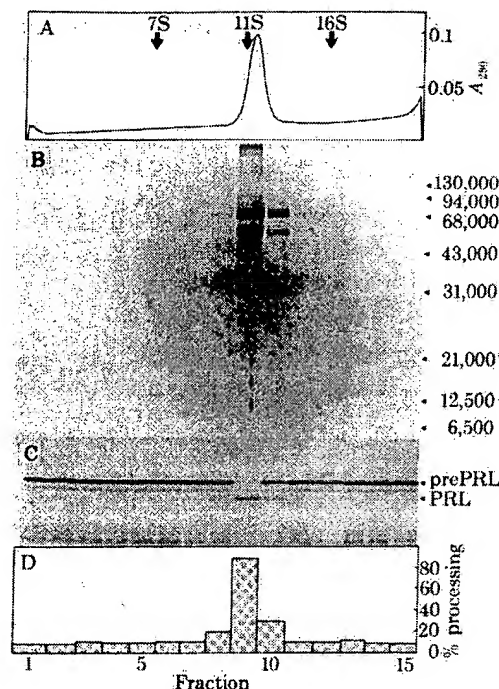 A
7S 11S 16S
0.1
0.05
A280
B
130,000
94,000
68,000
43,000
31,000
21,000
12,500
6,500
C
prePRL
PRL
D
80
60
40
20
0
% processing
1 5 10 15
Fraction